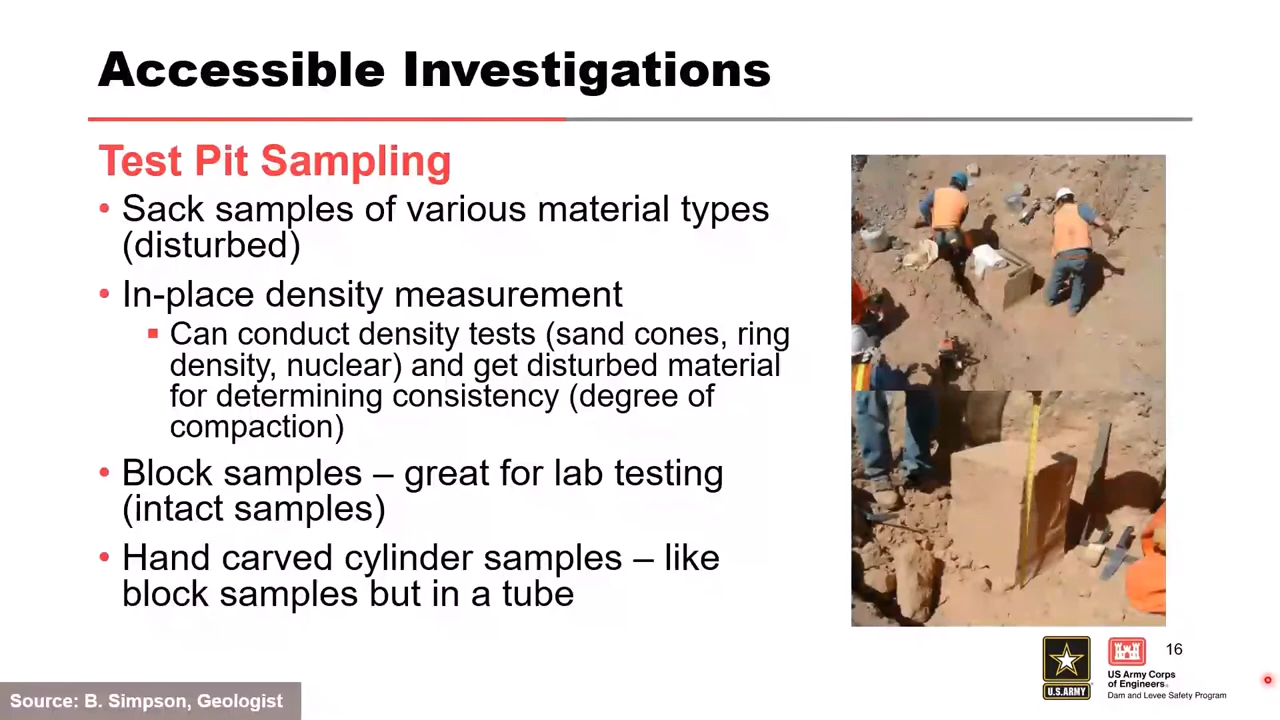 Accessible Investigations
Test Pit Sampling
• Sack samples of various material types
(disturbed)
• In-place density measurement
▪ Can conduct density tests (sand cones, ring
density, nuclear) and get disturbed material
for determining consistency (degree of
compaction)
• Block samples – great for lab testing
(intact samples)
• Hand carved cylinder samples – like
block samples but in a tube
16
U.S.ARMY
US Army Corps
of Engineers®
Dam and Levee Safety Program
Source: B. Simpson, Geologist